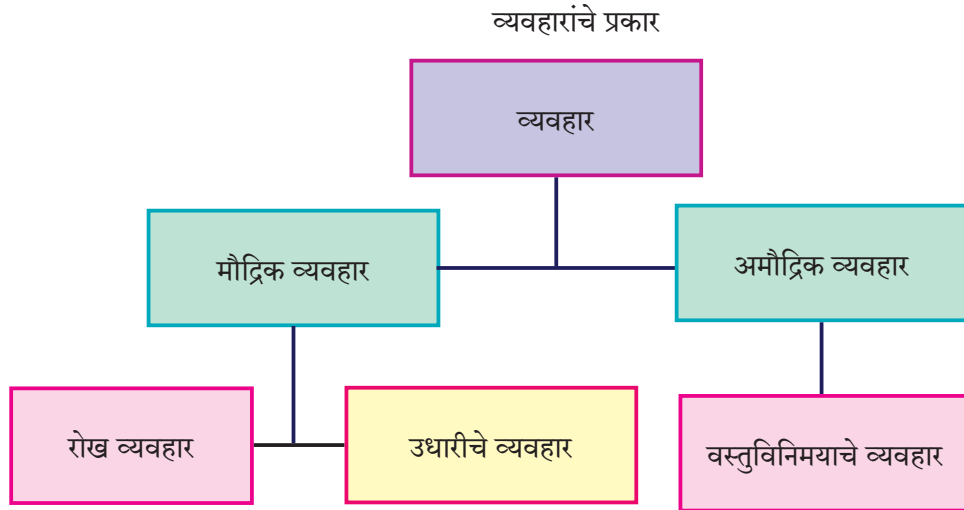 व्यवहारांचे प्रकार
व्यवहार
मौद्रिक व्यवहार
अमौद्रिक व्यवहार
रोख व्यवहार
उधारीचे व्यवहार
वस्तुविनिमयाचे व्यवहार